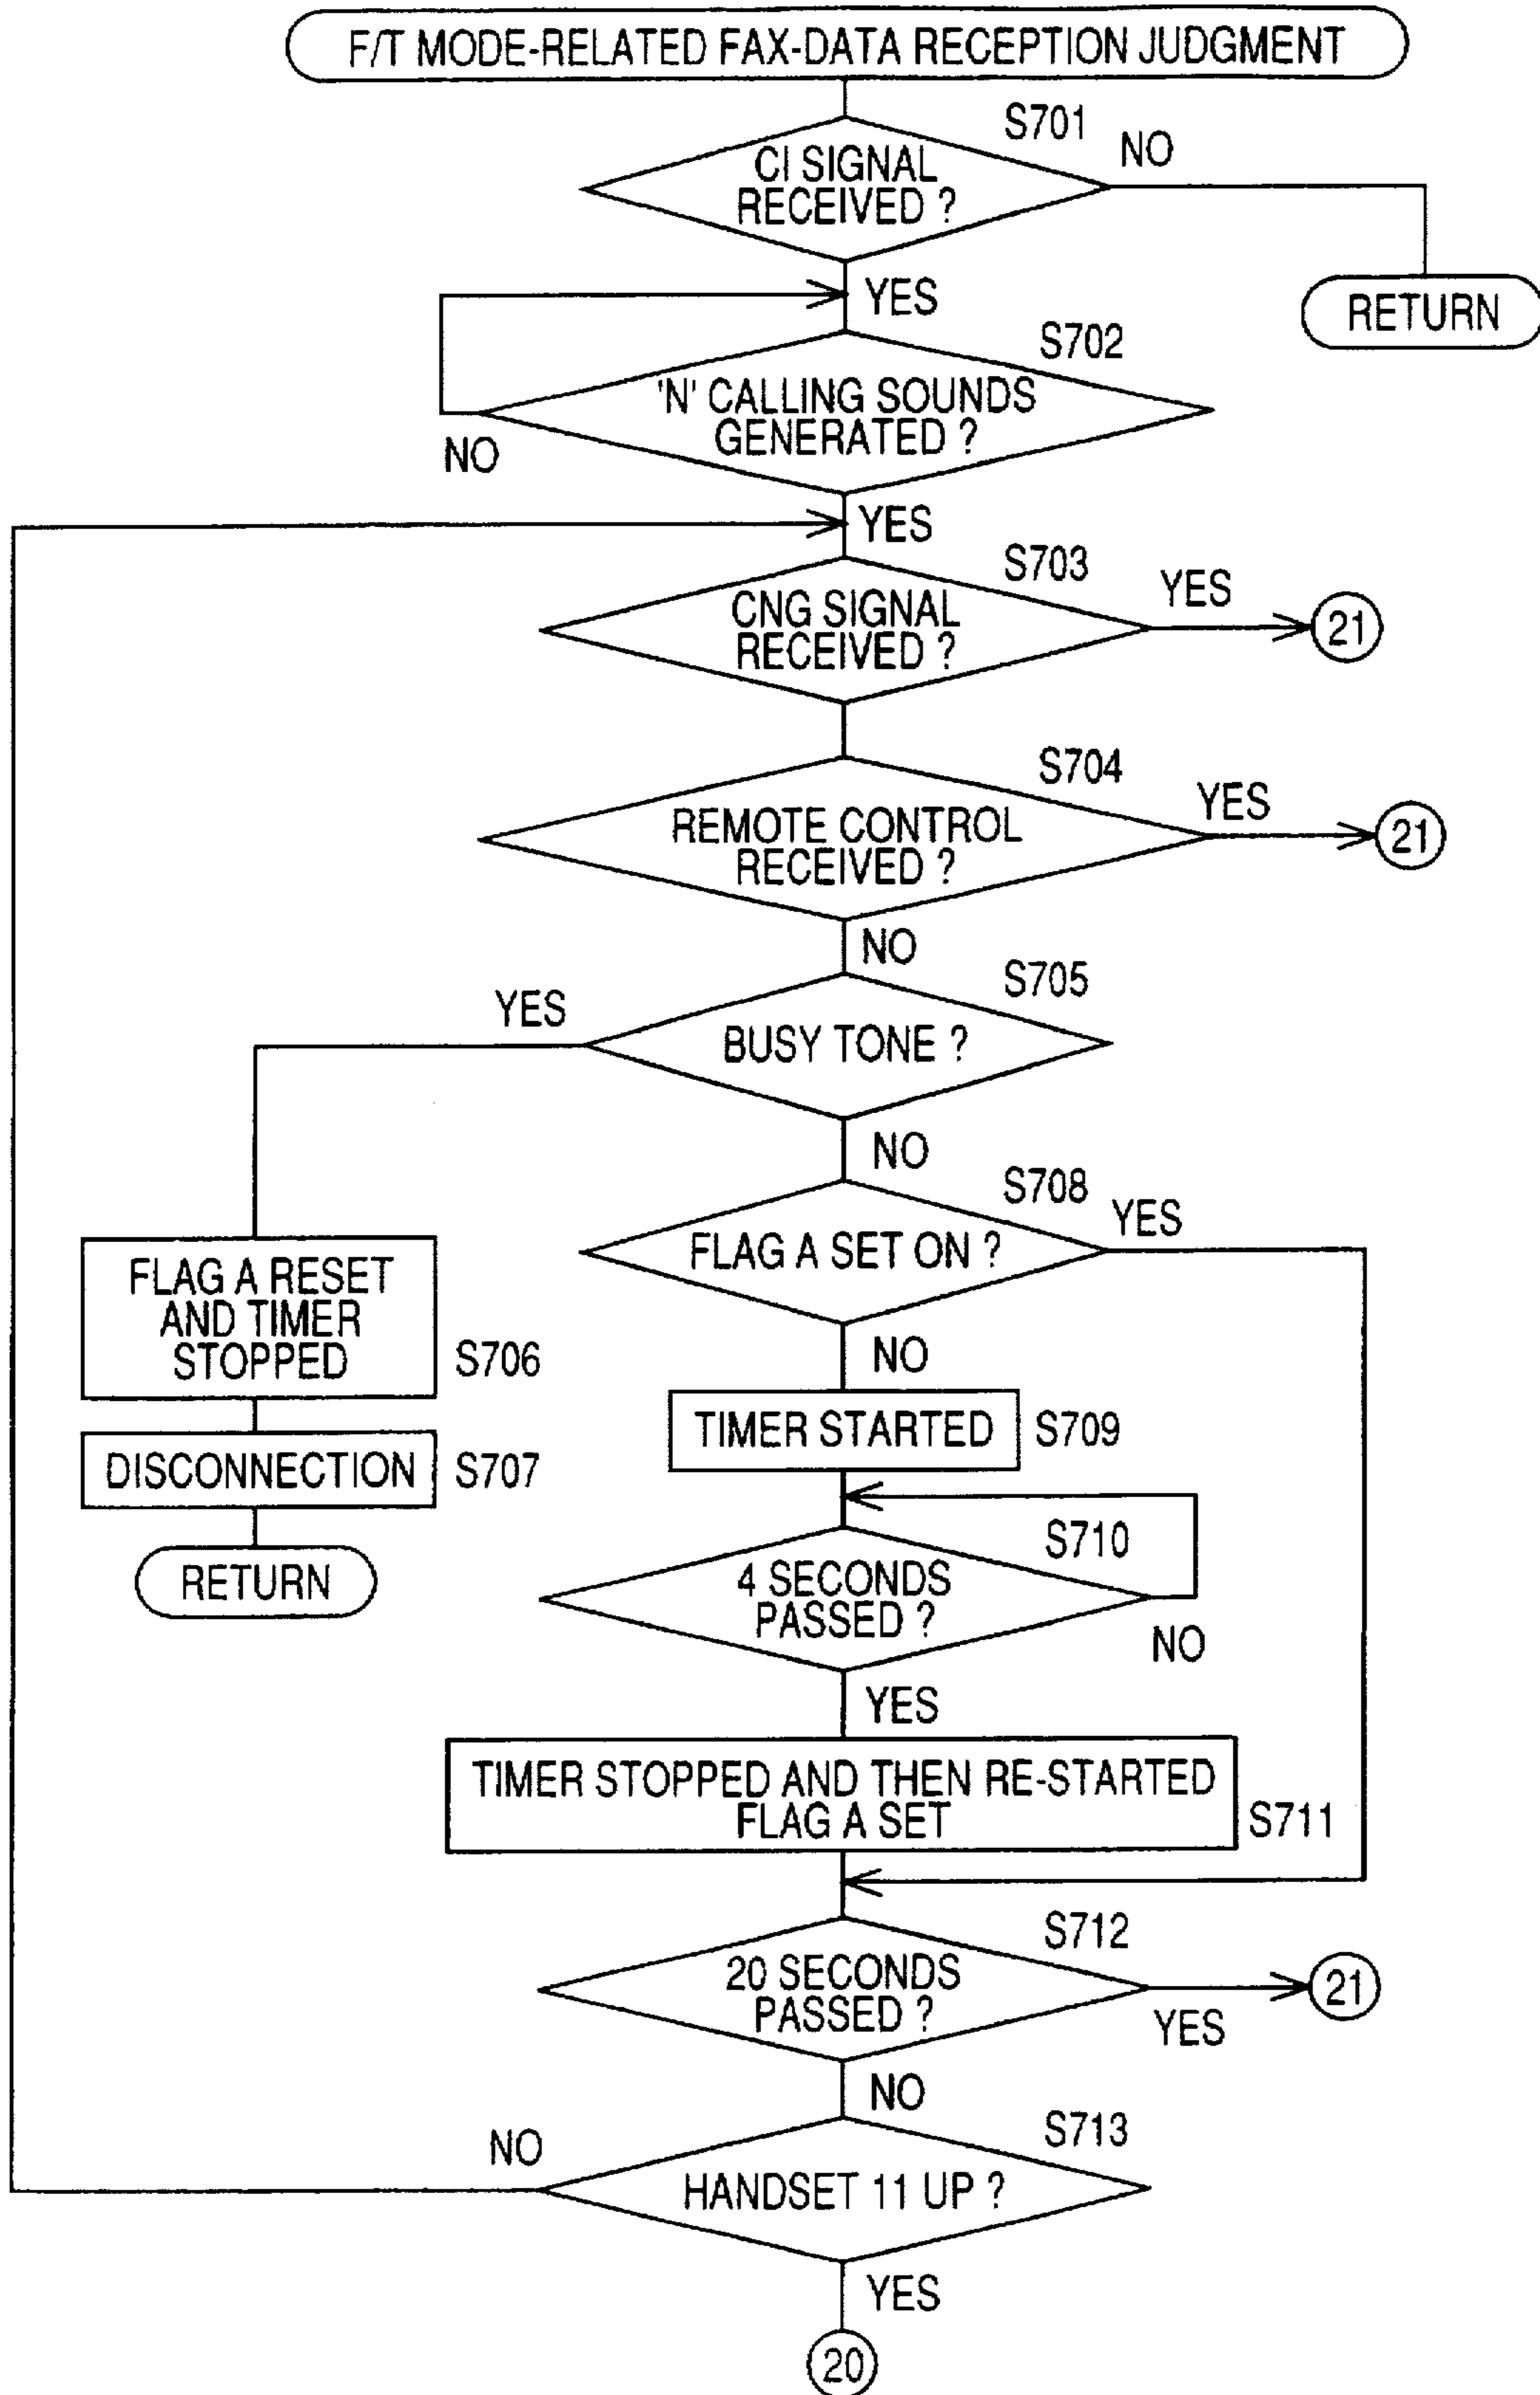 F/T MODE-RELATED FAX-DATA RECEPTION JUDGMENT
S701
CI SIGNAL
RECEIVED ?
NO
RETURN
YES
S702
'N' CALLING SOUNDS
GENERATED ?
NO
YES
S703
CNG SIGNAL
RECEIVED ?
YES
21
S704
REMOTE CONTROL
RECEIVED ?
YES
21
NO
S705
YES
BUSY TONE ?
NO
S708
FLAG A SET ON ?
YES
FLAG A RESET
AND TIMER
STOPPED
S706
NO
TIMER STARTED
S709
DISCONNECTION
S707
RETURN
S710
4 SECONDS
PASSED ?
NO
YES
TIMER STOPPED AND THEN RE-STARTED
FLAG A SET
S711
S712
20 SECONDS
PASSED ?
21
YES
NO
S713
NO
HANDSET 11 UP ?
YES
20